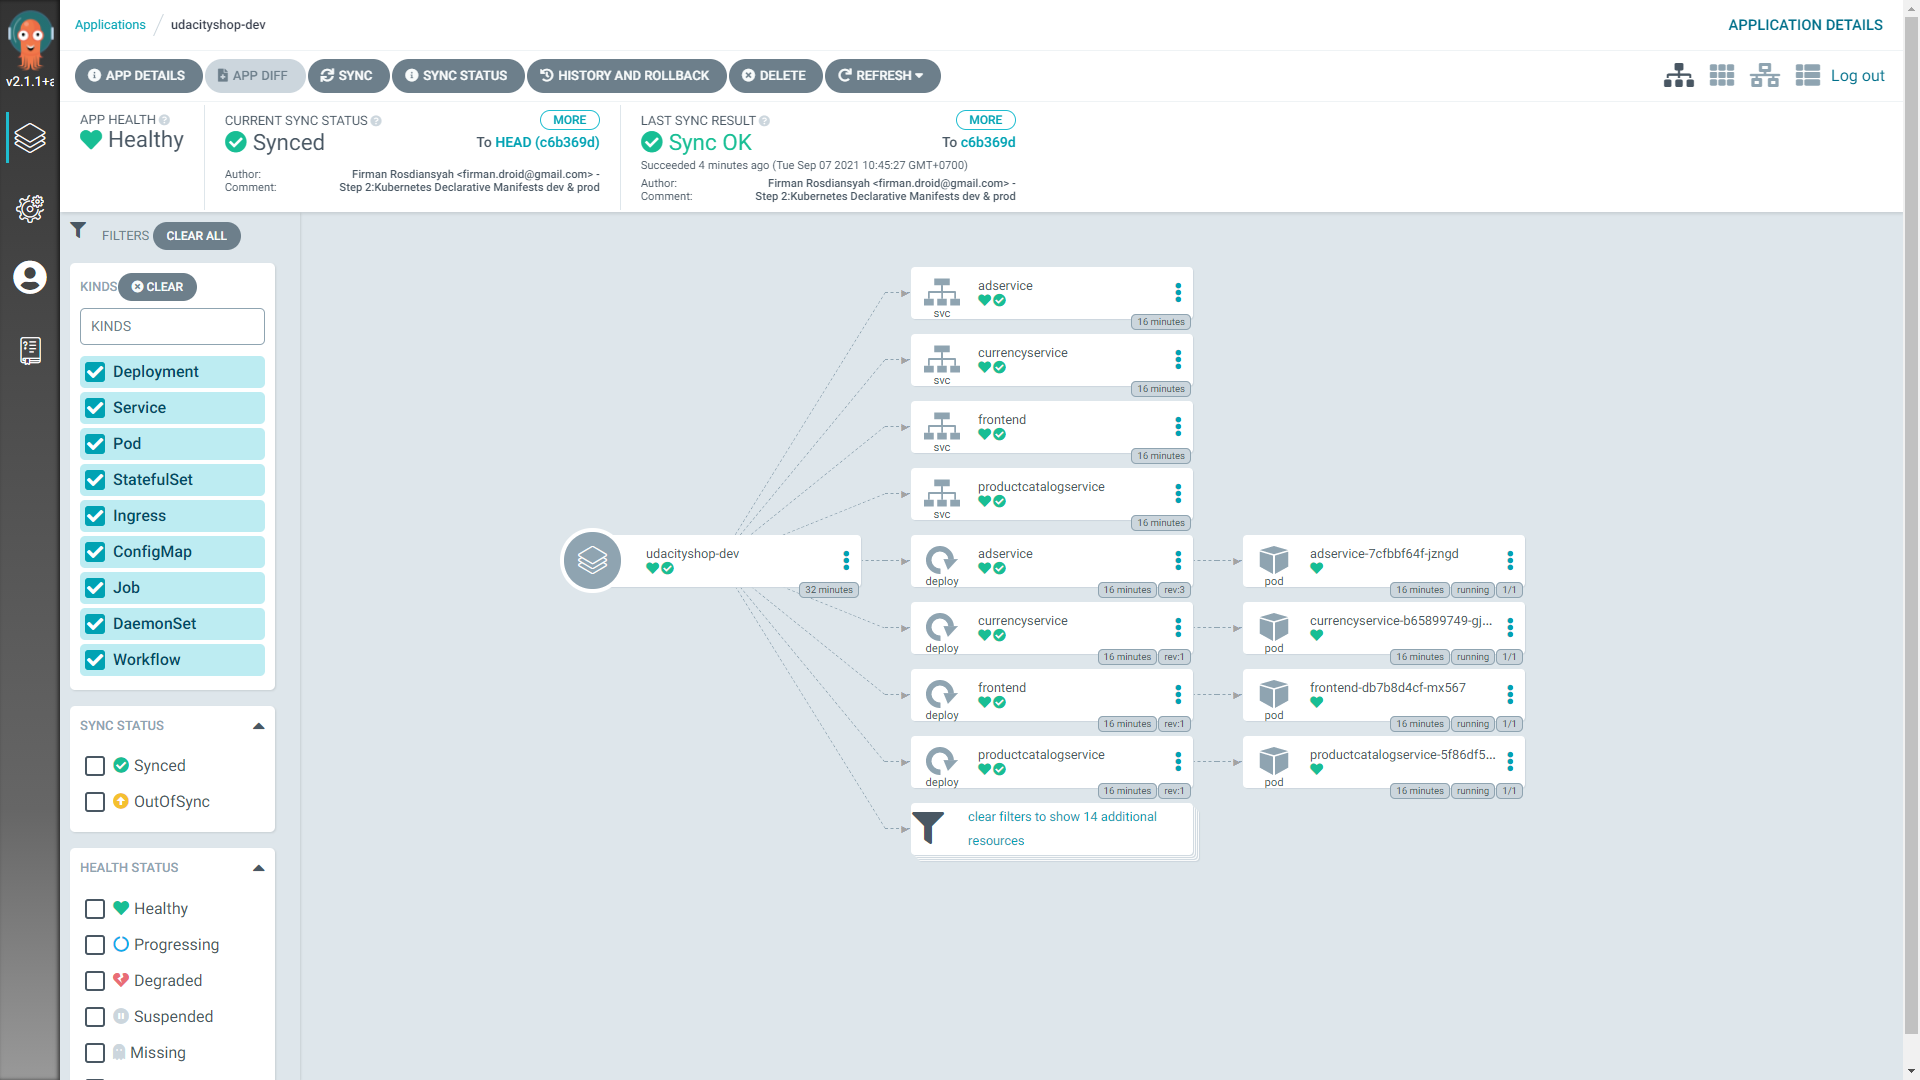 Applications
udacityshop-dev
APPLICATION DETAILS
v2.1.1+a
APP DETAILS
APP DIFF
SYNC
SYNC STATUS
HISTORY AND ROLLBACK
DELETE
REFRESH
Log out
APP HEALTH
Healthy
CURRENT SYNC STATUS
MORE
Synced
To HEAD (c6b369d)
Author: Firman Rosdiansyah <firman.droid@gmail.com> -
Comment: Step 2:Kubernetes Declarative Manifests dev & prod
LAST SYNC RESULT
MORE
Sync OK
To c6b369d
Succeeded 4 minutes ago (Tue Sep 07 2021 10:45:27 GMT+0700)
Author: Firman Rosdiansyah <firman.droid@gmail.com> -
Comment: Step 2:Kubernetes Declarative Manifests dev & prod
FILTERS
CLEAR ALL
KINDS
CLEAR
KINDS
Deployment
Service
Pod
StatefulSet
Ingress
ConfigMap
Job
DaemonSet
Workflow
SYNC STATUS
Synced
OutOfSync
HEALTH STATUS
Healthy
Progressing
Degraded
Suspended
Missing
udacityshop-dev
32 minutes
adservice
svc
16 minutes
currencyservice
svc
16 minutes
frontend
svc
16 minutes
productcatalogservice
svc
16 minutes
adservice
deploy
16 minutes
rev:3
adservice-7cfbbf64f-jzngd
pod
16 minutes
running
1/1
currencyservice
deploy
16 minutes
rev:1
currencyservice-b65899749-gj...
pod
16 minutes
running
1/1
frontend
deploy
16 minutes
rev:1
frontend-db7b8d4cf-mx567
pod
16 minutes
running
1/1
productcatalogservice
deploy
16 minutes
rev:1
productcatalogservice-5f86df5...
pod
16 minutes
running
1/1
clear filters to show 14 additional
resources